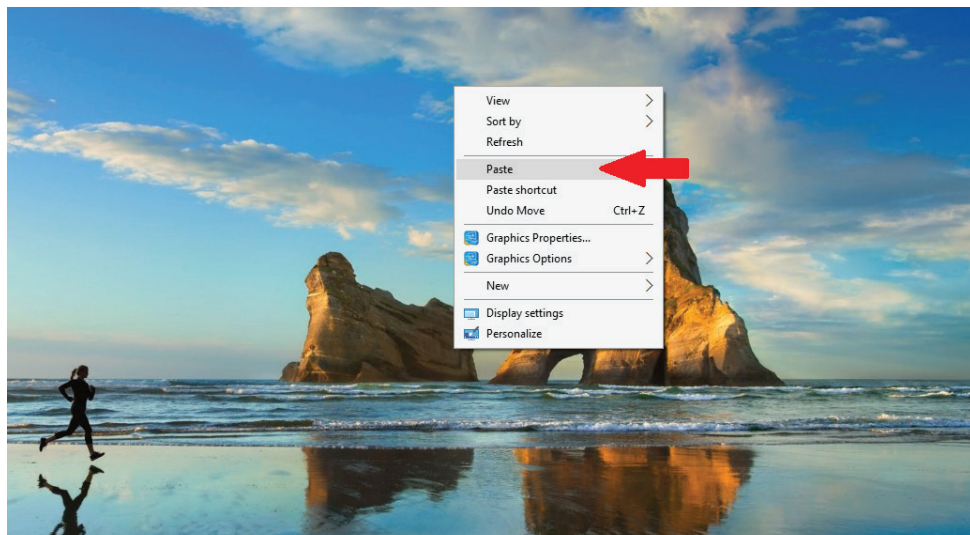 View
Sort by
Refresh
Paste
Paste shortcut
Undo Move Ctrl+Z
Graphics Properties...
Graphics Options
New
Display settings
Personalize